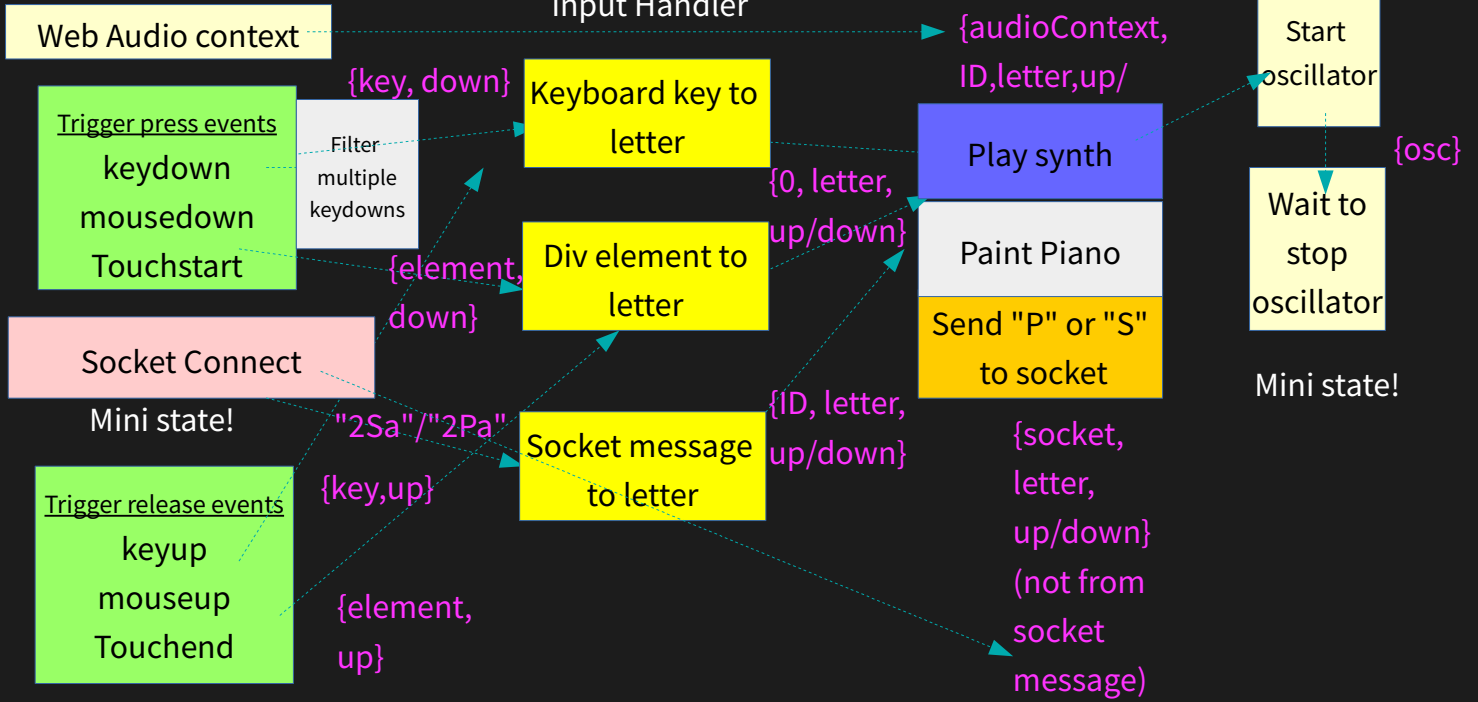 Input Handler
Web Audio context
{audioContext,
ID,letter,up/
Start
oscillator
{key, down}
Keyboard key to
letter
Trigger press events
keydown
mousedown
Touchstart
Filter
multiple
keydowns
Play synth
{osc}
{0, letter,
up/down}
Wait to
stop
oscillator
Div element to
letter
Paint Piano
{element,
down}
Send "P" or "S"
to socket
Socket Connect
Mini state!
Mini state!
"2Sa"/"2Pa"
{ID, letter,
up/down}
Socket message
to letter
{socket,
letter,
up/down}
(not from
socket
message)
{key,up}
Trigger release events
keyup
mouseup
Touchend
{element,
up}